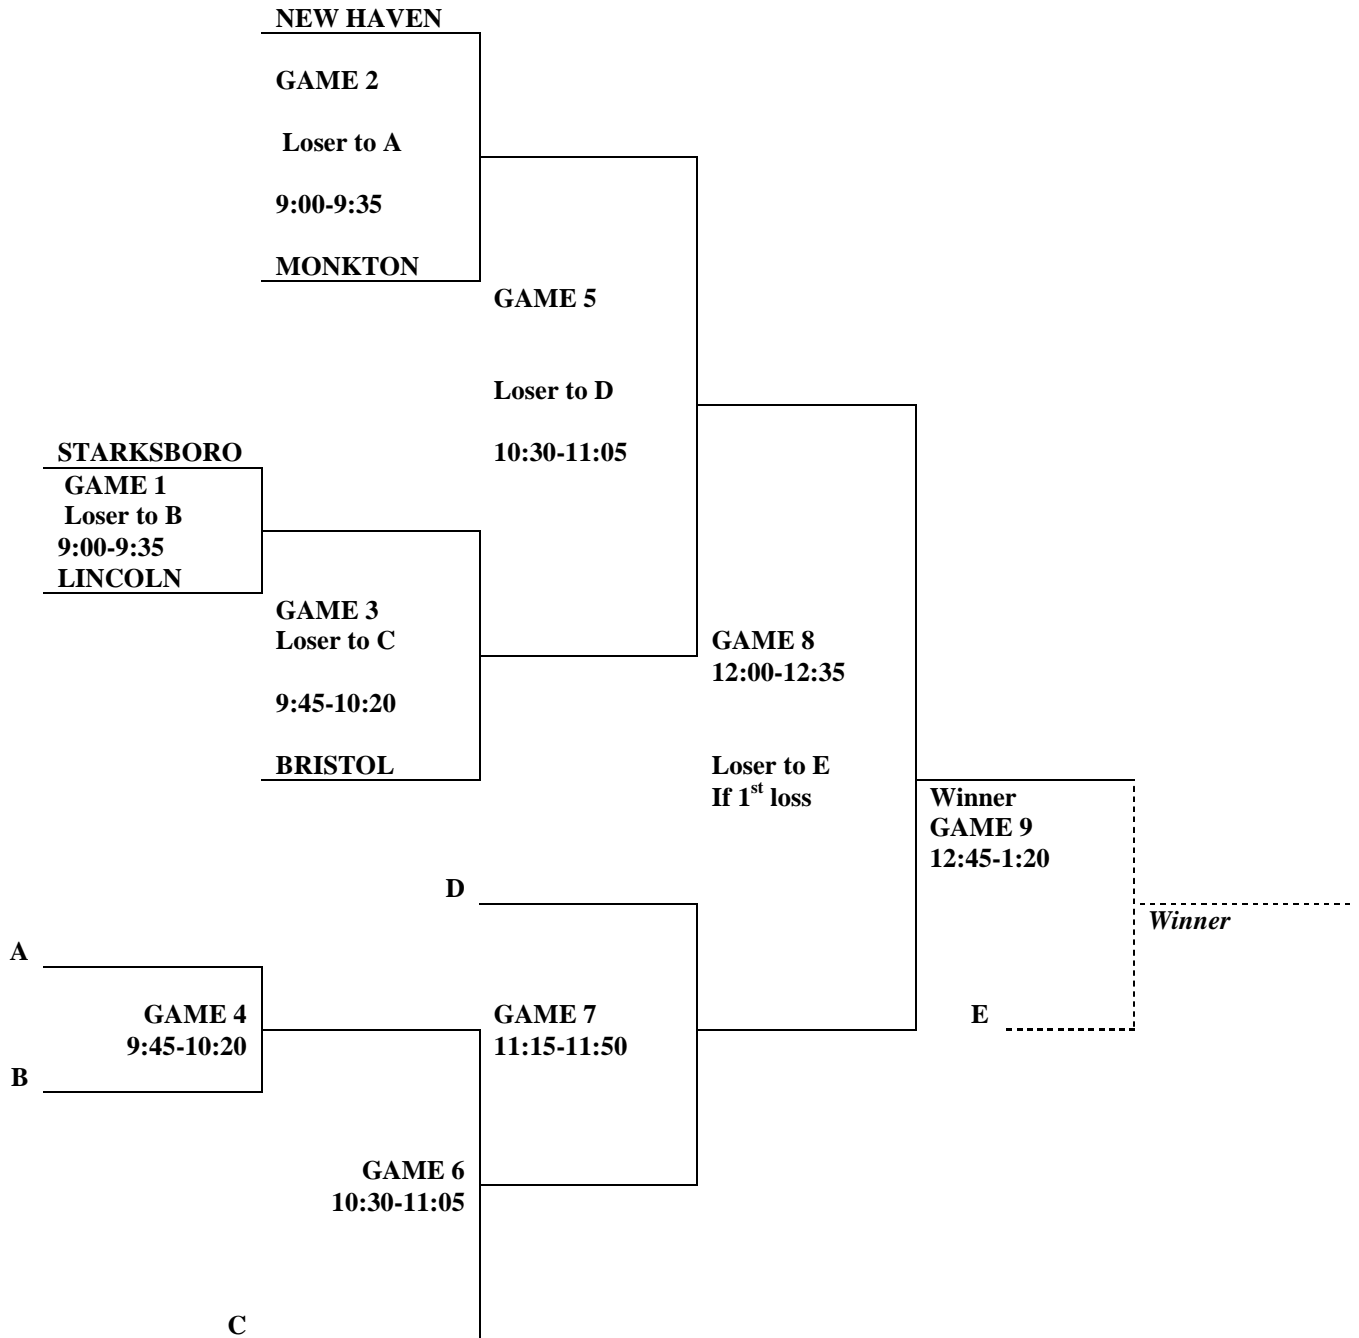 NEW HAVEN
GAME 2
Loser to A
9:00-9:35
MONKTON
GAME 5
Loser to D
10:30-11:05
STARKSBORO
GAME 1
Loser to B
9:00-9:35
LINCOLN
GAME 3
Loser to C
9:45-10:20
BRISTOL
GAME 8
12:00-12:35
Loser to E
If 1st loss
Winner
GAME 9
12:45-1:20
D
Winner
A
GAME 4
9:45-10:20
B
GAME 7
11:15-11:50
E
GAME 6
10:30-11:05
C